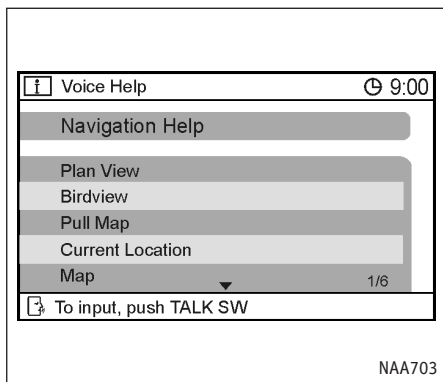 Voice Help 9:00
Navigation Help
Plan View
Birdview
Pull Map
Current Location
Map 1/6
To input, push TALK SW
NAA703